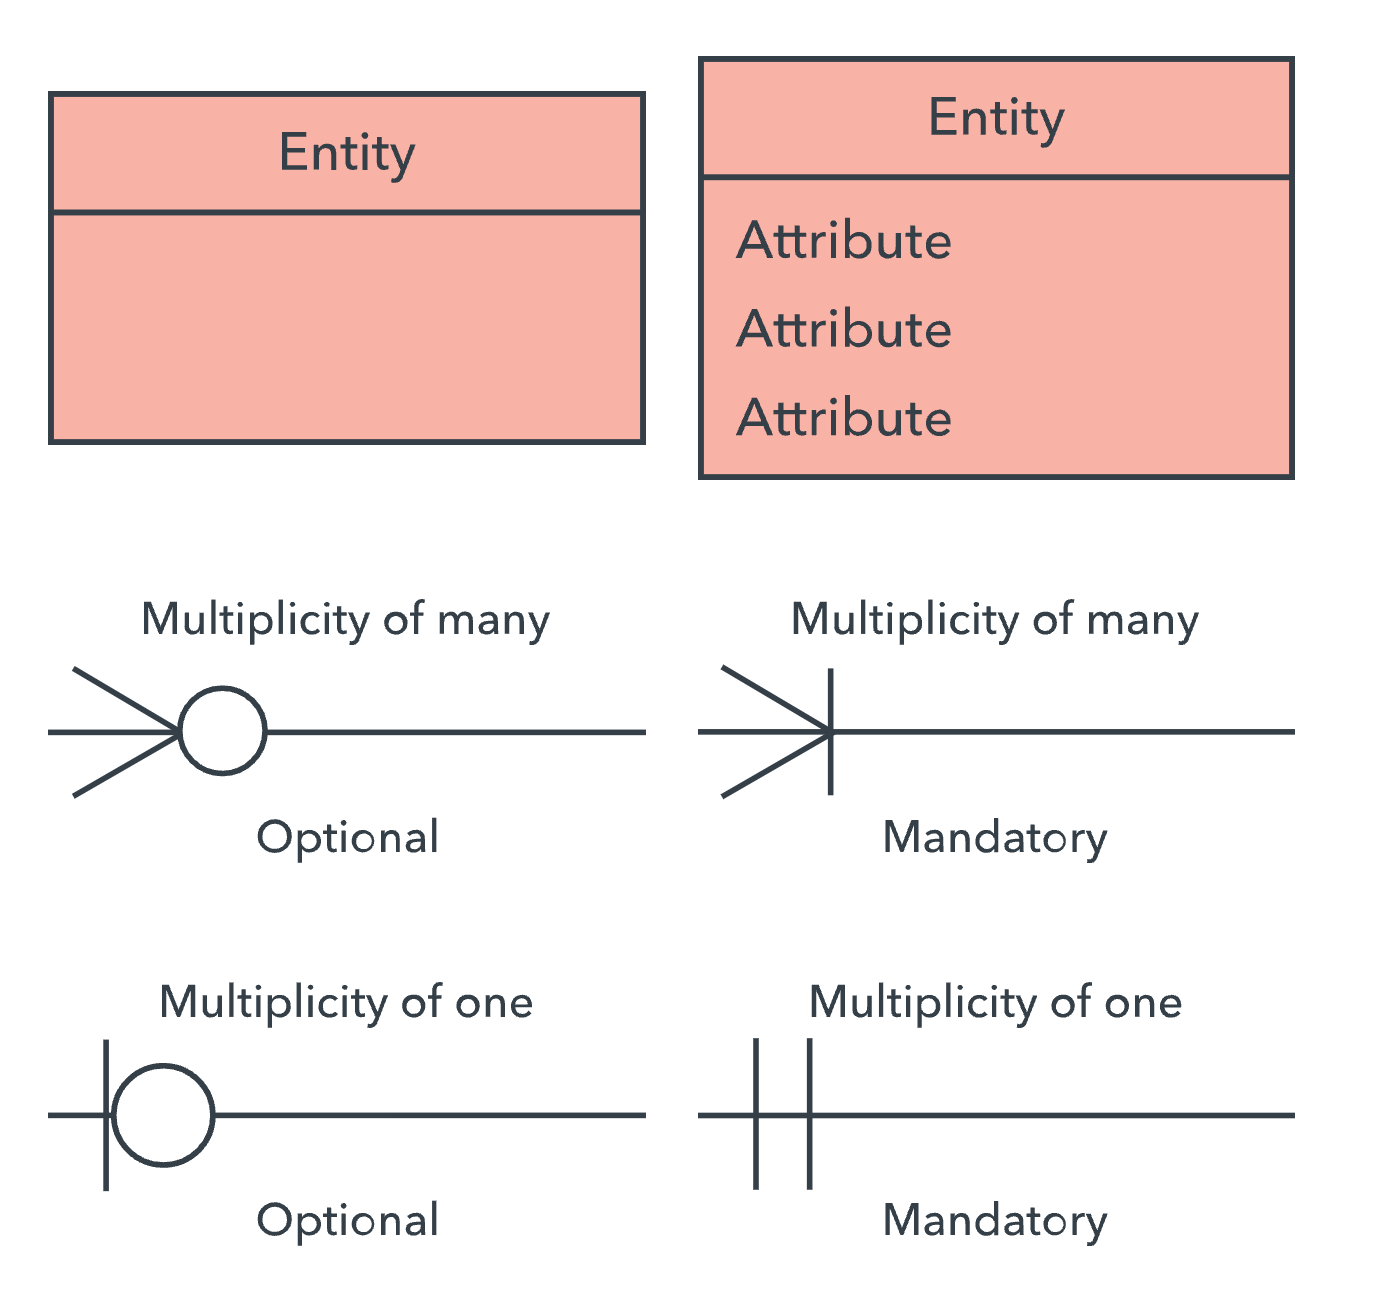 Entity
Entity
Attribute
Attribute
Attribute
Multiplicity of many
Multiplicity of many
Optional
Mandatory
Multiplicity of one
Multiplicity of one
Optional
Mandatory